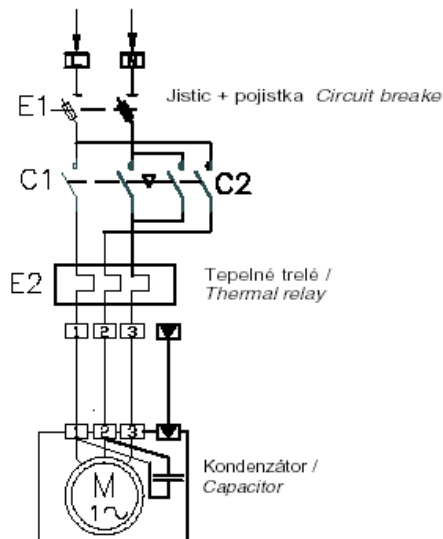 L N
E1 Jistic + pojistka Circuit breake
C1 C2
E2 Tepelné trelé /
Thermal relay
1 2 3
1 2 3
Kondenzátor /
Capacitor
M
1~